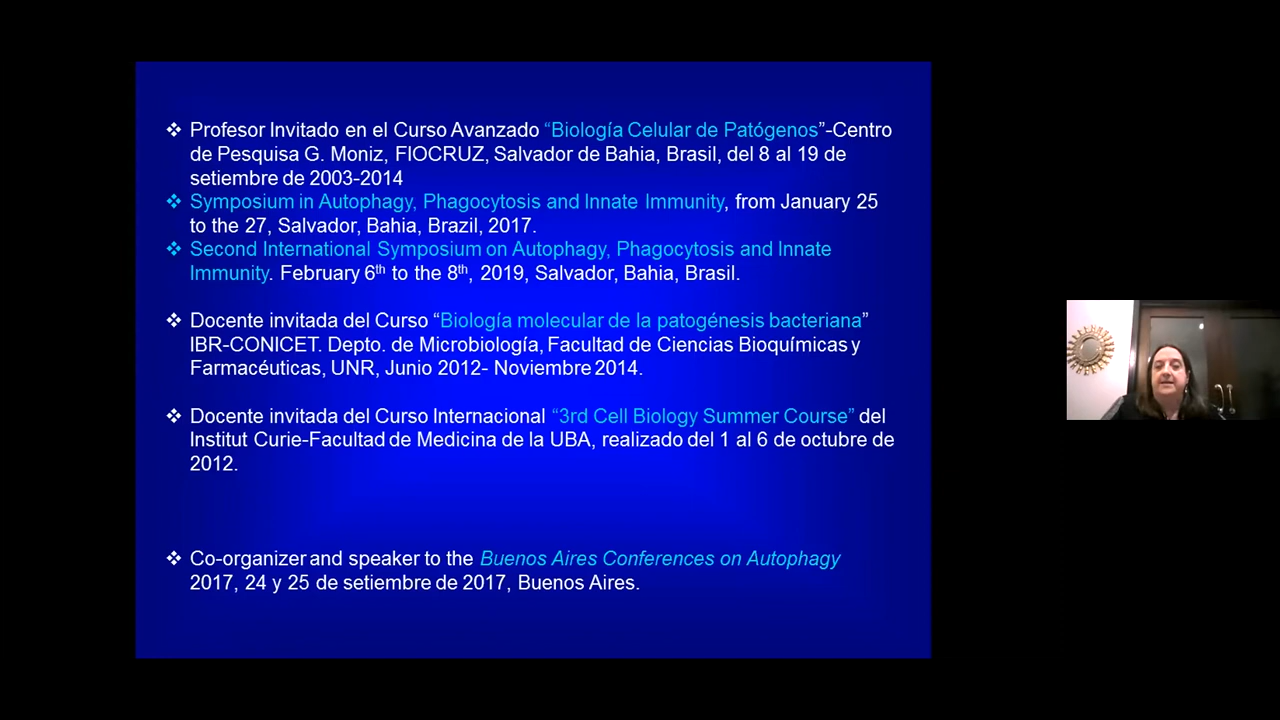 ❖ Profesor Invitado en el Curso Avanzado “Biología Celular de Patógenos”-Centro
de Pesquisa G. Moniz, FIOCRUZ, Salvador de Bahia, Brasil, del 8 al 19 de
setiembre de 2003-2014
❖ Symposium in Autophagy, Phagocytosis and Innate Immunity, from January 25
to the 27, Salvador, Bahia, Brazil, 2017.
❖ Second International Symposium on Autophagy, Phagocytosis and Innate
Immunity. February 6th to the 8th, 2019, Salvador, Bahia, Brasil.
❖ Docente invitada del Curso “Biología molecular de la patogénesis bacteriana”
IBR-CONICET. Depto. de Microbiología, Facultad de Ciencias Bioquímicas y
Farmacéuticas, UNR, Junio 2012- Noviembre 2014.
❖ Docente invitada del Curso Internacional “3rd Cell Biology Summer Course” del
Institut Curie-Facultad de Medicina de la UBA, realizado del 1 al 6 de octubre de
2012.
❖ Co-organizer and speaker to the Buenos Aires Conferences on Autophagy
2017, 24 y 25 de setiembre de 2017, Buenos Aires.